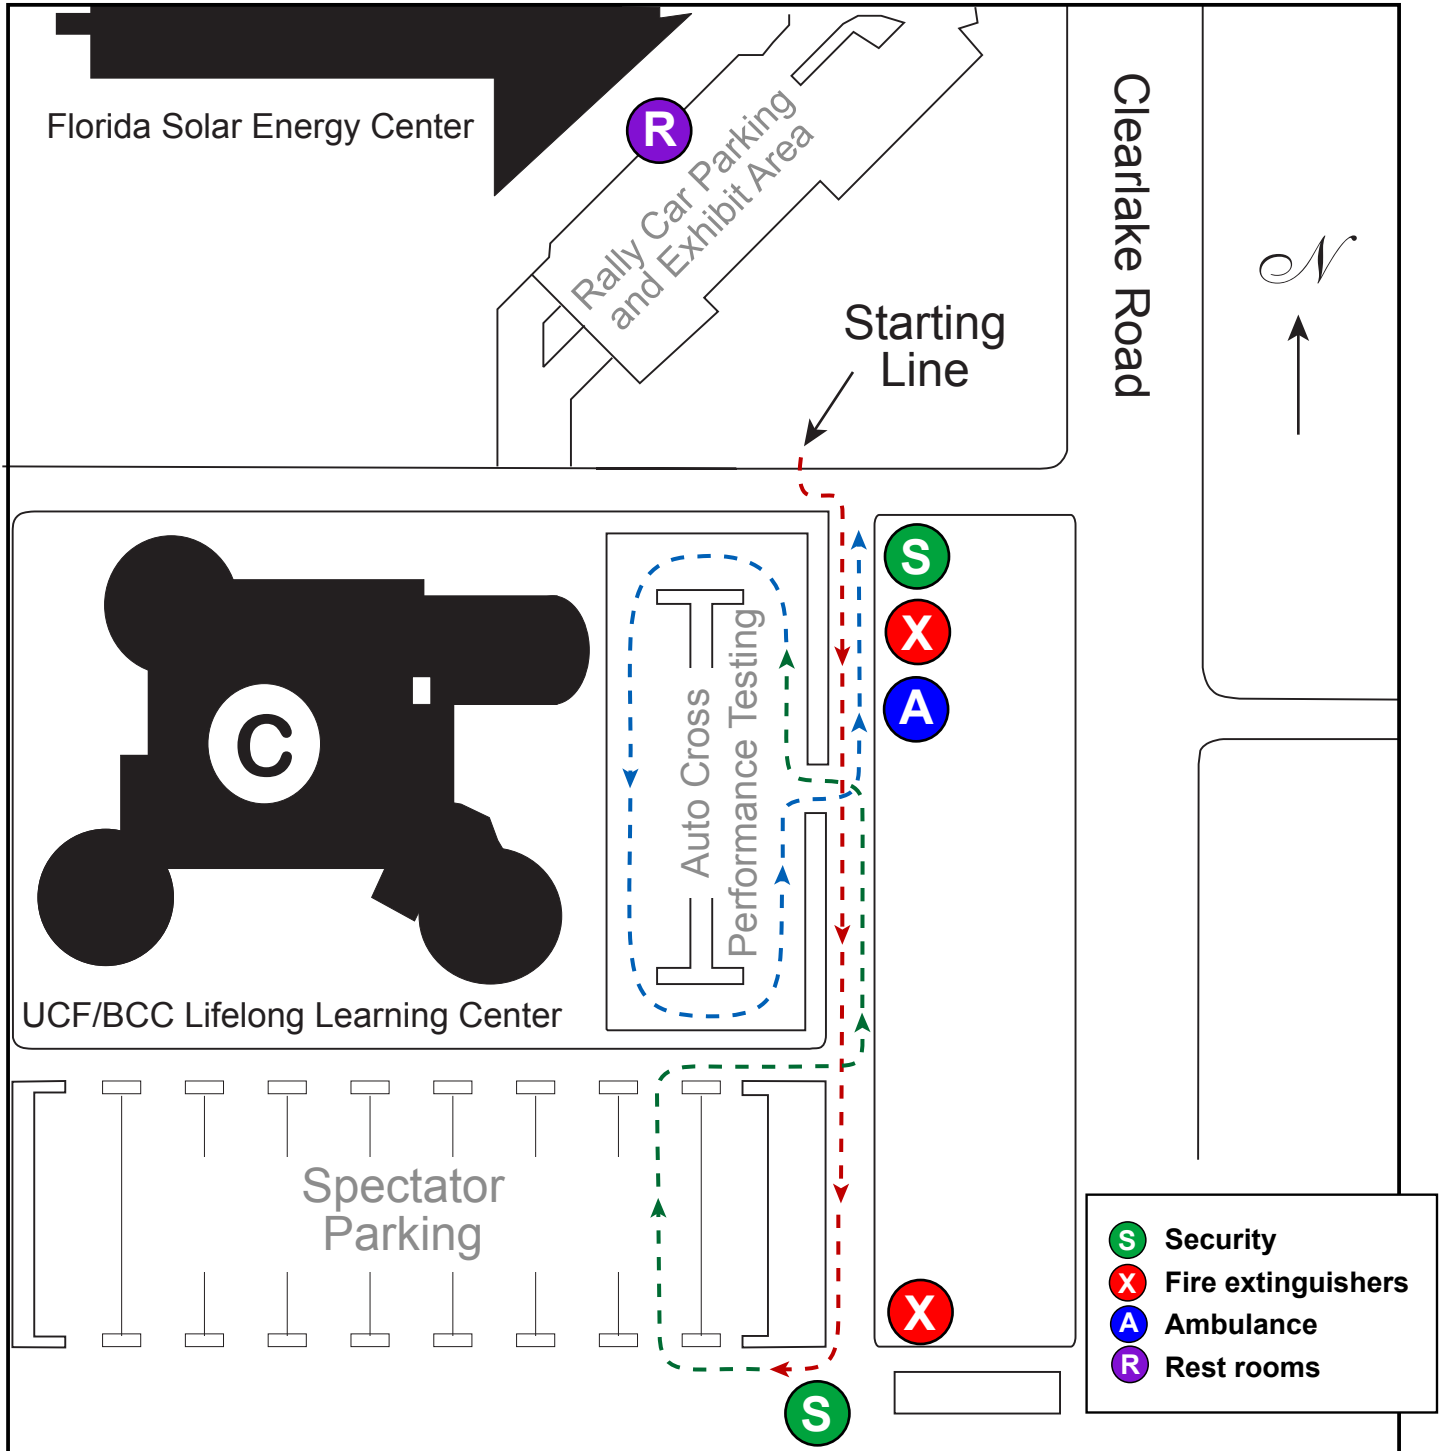 Florida Solar Energy Center
R
Rally Car Parking
and Exhibit Area
Clearlake Road
N
Starting
Line
S
X
A
C
Auto Cross
Performance Testing
UCF/BCC Lifelong Learning Center
Spectator
Parking
X
S
S Security
X Fire extinguishers
A Ambulance
R Rest rooms